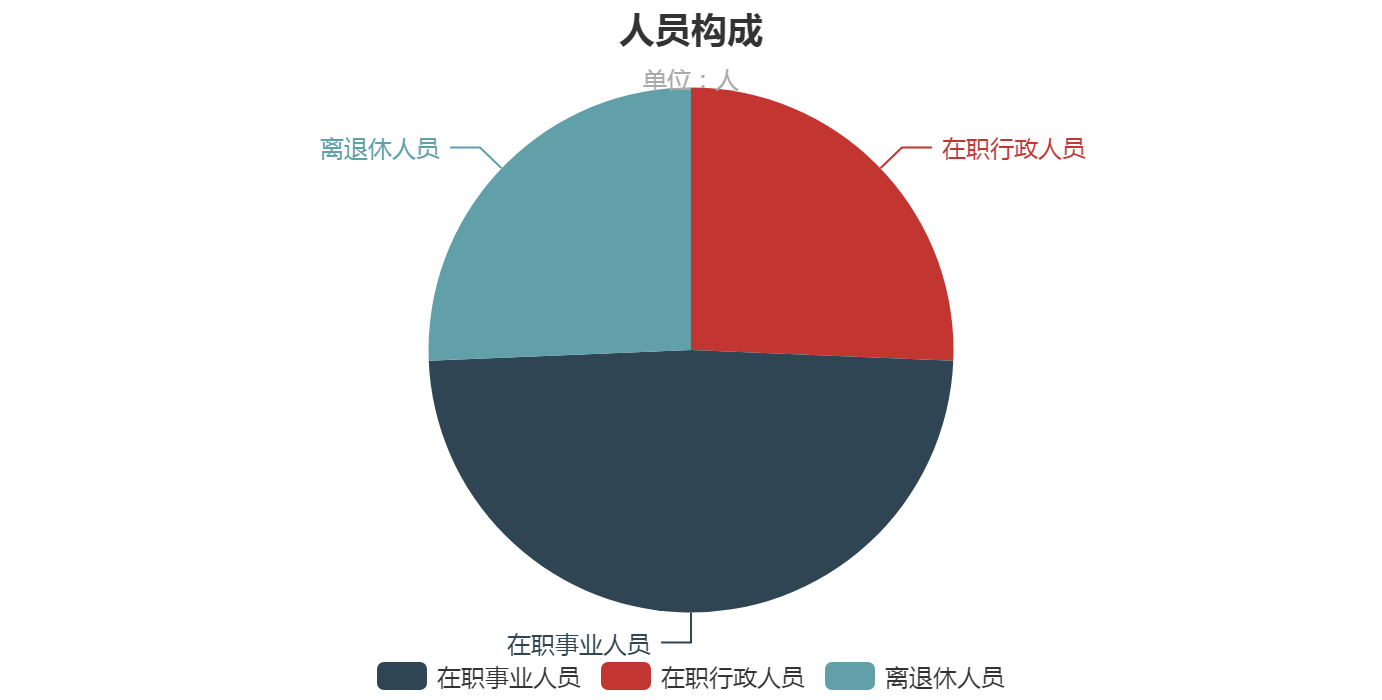 人员构成
单位：人
离退休人员
在职行政人员
在职事业人员
在职事业人员 在职行政人员 离退休人员